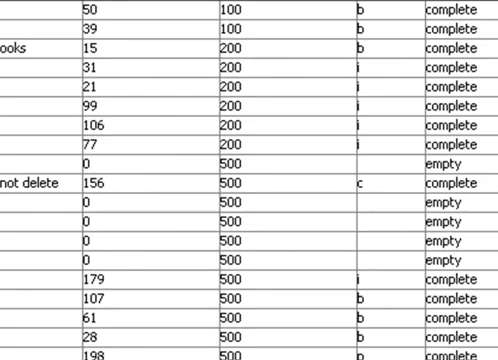 50 100 b complete
39 100 b complete
ooks 15 200 b complete
31 200 i complete
21 200 i complete
99 200 i complete
106 200 i complete
77 200 i complete
0 500 empty
not delete 156 500 c complete
0 500 empty
0 500 empty
0 500 empty
0 500 empty
179 500 i complete
107 500 b complete
61 500 b complete
28 500 b complete
198 500 p complete